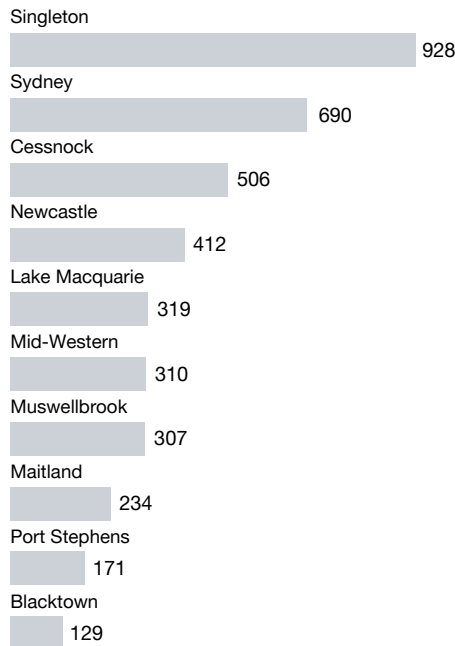 Singleton
928
Sydney
690
Cessnock
506
Newcastle
412
Lake Macquarie
319
Mid-Western
310
Muswellbrook
307
Maitland
234
Port Stephens
171
Blacktown
129